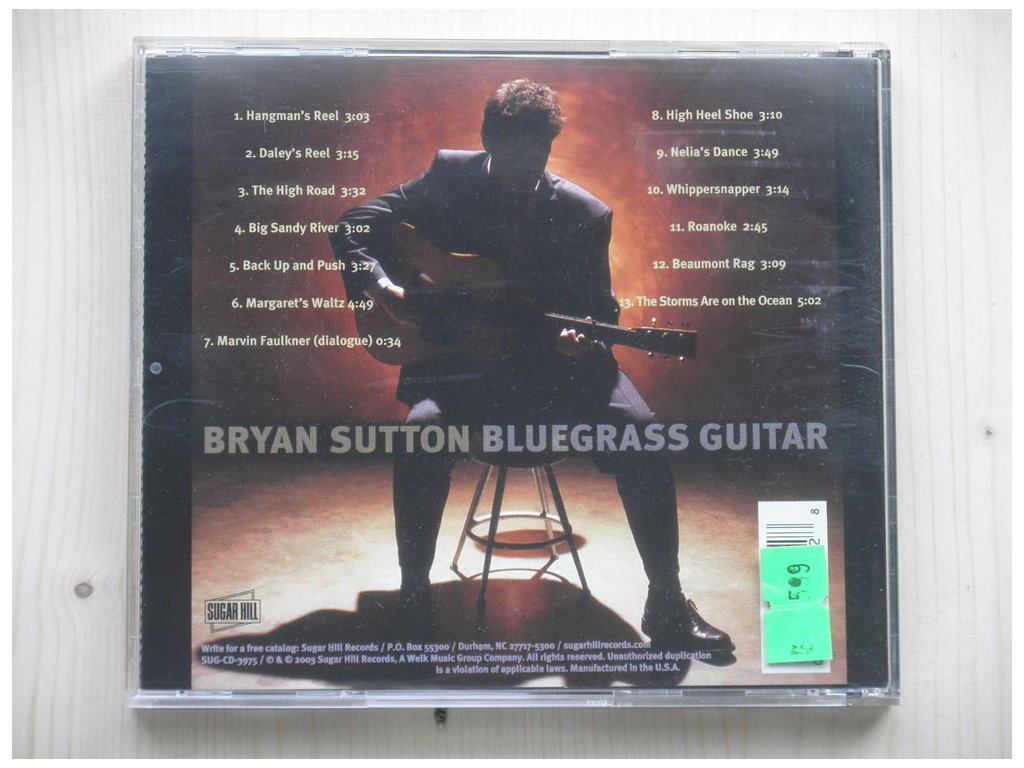 1. Hangman's Reel 3:03
2. Daley's Reel 3:15
3. The High Road 3:32
4. Big Sandy River 3:02
5. Back Up and Push 3:27
6. Margaret's Waltz 4:49
7. Marvin Faulkner (dialogue) 0:34
8. High Heel Shoe 3:10
9. Nelia's Dance 3:49
10. Whippersnapper 3:14
11. Roanoke 2:45
12. Beaumont Rag 3:09
13. The Storms Are on the Ocean 5:02
BRYAN SUTTON BLUEGRASS GUITAR
8
2
599
SUGAR HILL
Write for a free catalog: Sugar Hill Records / P.O. Box 55300 / Durham, NC 27717-5300 / sugarhillrecords.com
SUG-CD-3975 / ℗ & © 2003 Sugar Hill Records, A Welk Music Group Company. All rights reserved. Unauthorized duplication
is a violation of applicable laws. Manufactured in the U.S.A.